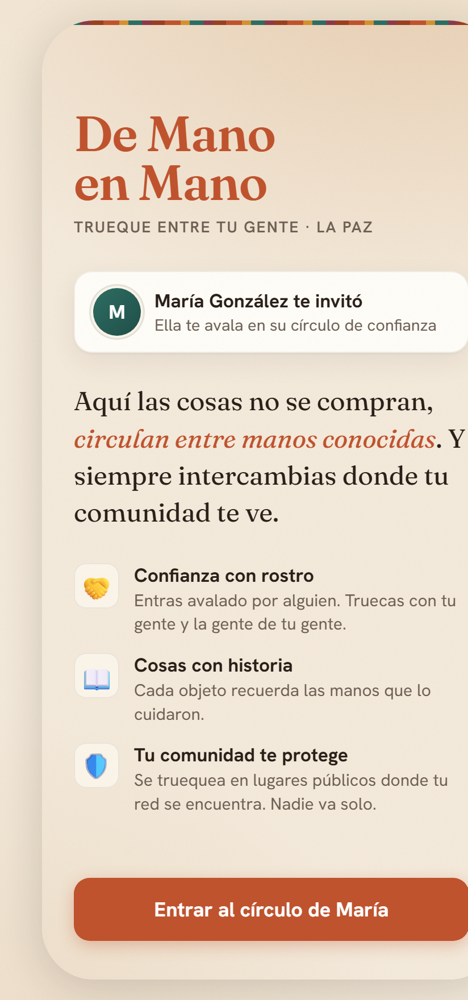 De Mano
en Mano
TRUEQUE ENTRE TU GENTE · LA PAZ
M
María González te invitó
Ella te avala en su círculo de confianza
Aquí las cosas no se compran,
circulan entre manos conocidas. Y
siempre intercambias donde tu
comunidad te ve.
Confianza con rostro
Entras avalado por alguien. Truecas con tu
gente y la gente de tu gente.
Cosas con historia
Cada objeto recuerda las manos que lo
cuidaron.
Tu comunidad te protege
Se truequea en lugares públicos donde tu
red se encuentra. Nadie va solo.
Entrar al círculo de María